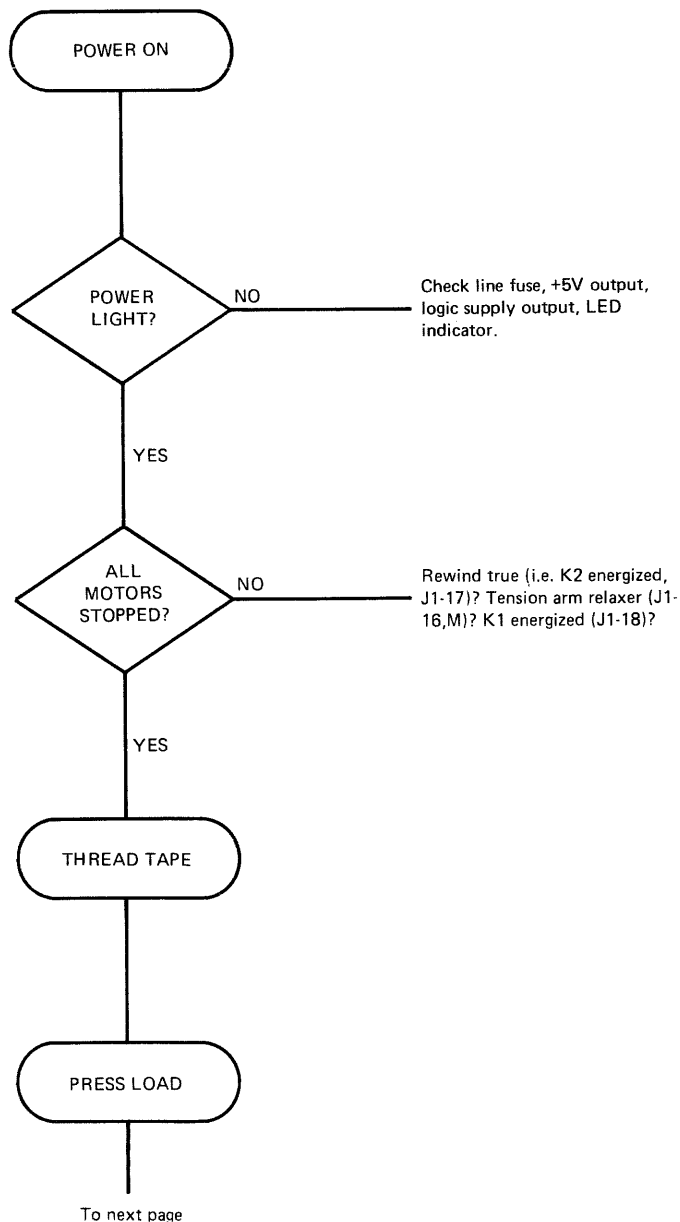 POWER ON
POWER
LIGHT?
NO
Check line fuse, +5V output,
logic supply output, LED
indicator.
YES
ALL
MOTORS
STOPPED?
NO
Rewind true (i.e. K2 energized,
J1-17)? Tension arm relaxer (J1-
16,M)? K1 energized (J1-18)?
YES
THREAD TAPE
PRESS LOAD
To next page